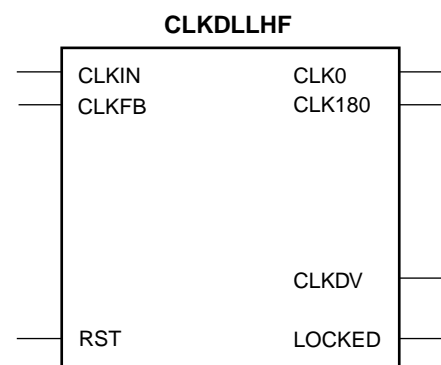 CLKDLLHF
CLKIN CLK0
CLKFB CLK180
CLKDV
RST LOCKED